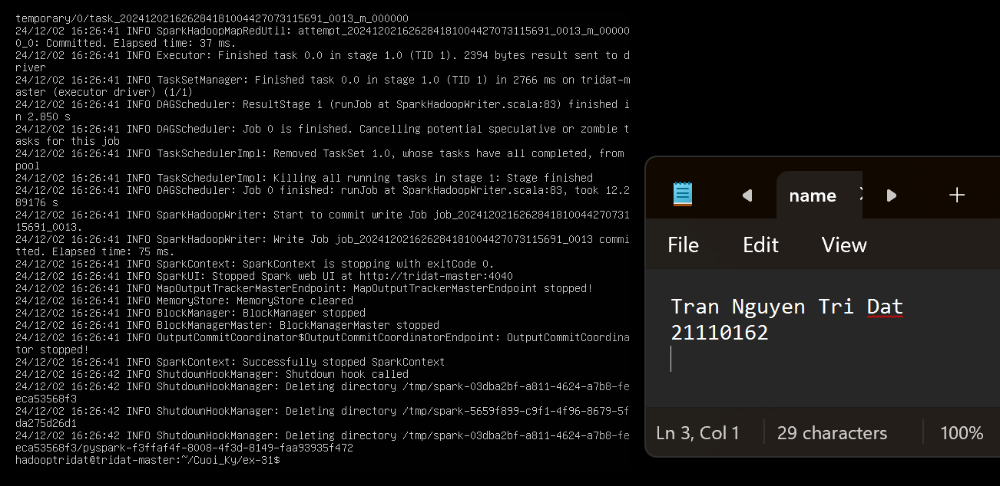 temporary/0/task_202412021626284181004427073115691_0013_m_000000
24/12/02 16:26:41 INFO SparkHadoopMapRedUtil: attempt_202412021626284181004427073115691_0013_m_00000
0_0: Committed. Elapsed time: 37 ms.
24/12/02 16:26:41 INFO Executor: Finished task 0.0 in stage 1.0 (TID 1). 2394 bytes result sent to d
river
24/12/02 16:26:41 INFO TaskSetManager: Finished task 0.0 in stage 1.0 (TID 1) in 2766 ms on tridat-m
aster (executor driver) (1/1)
24/12/02 16:26:41 INFO DAGScheduler: ResultStage 1 (runJob at SparkHadoopWriter.scala:83) finished i
n 2.850 s
24/12/02 16:26:41 INFO DAGScheduler: Job 0 is finished. Cancelling potential speculative or zombie t
asks for this job
24/12/02 16:26:41 INFO TaskSchedulerImpl: Removed TaskSet 1.0, whose tasks have all completed, from
pool
24/12/02 16:26:41 INFO TaskSchedulerImpl: Killing all running tasks in stage 1: Stage finished
24/12/02 16:26:41 INFO DAGScheduler: Job 0 finished: runJob at SparkHadoopWriter.scala:83, took 12.2
89176 s
24/12/02 16:26:41 INFO SparkHadoopWriter: Start to commit write Job job_2024120216262841810044270731
15691_0013.
24/12/02 16:26:41 INFO SparkHadoopWriter: Write Job job_202412021626284181004427073115691_0013 commi
tted. Elapsed time: 75 ms.
24/12/02 16:26:41 INFO SparkContext: SparkContext is stopping with exitCode 0.
24/12/02 16:26:41 INFO SparkUI: Stopped Spark web UI at http://tridat-master:4040
24/12/02 16:26:41 INFO MapOutputTrackerMasterEndpoint: MapOutputTrackerMasterEndpoint stopped!
24/12/02 16:26:41 INFO MemoryStore: MemoryStore cleared
24/12/02 16:26:41 INFO BlockManager: BlockManager stopped
24/12/02 16:26:41 INFO BlockManagerMaster: BlockManagerMaster stopped
24/12/02 16:26:41 INFO OutputCommitCoordinator$OutputCommitCoordinatorEndpoint: OutputCommitCoordina
tor stopped!
24/12/02 16:26:41 INFO SparkContext: Successfully stopped SparkContext
24/12/02 16:26:42 INFO ShutdownHookManager: Shutdown hook called
24/12/02 16:26:42 INFO ShutdownHookManager: Deleting directory /tmp/spark-03dba2bf-a811-4624-a7b8-fe
eca53568f3
24/12/02 16:26:42 INFO ShutdownHookManager: Deleting directory /tmp/spark-5659f899-c9f1-4f96-8679-5f
da275d26d1
24/12/02 16:26:42 INFO ShutdownHookManager: Deleting directory /tmp/spark-03dba2bf-a811-4624-a7b8-fe
eca53568f3/pyspark-f3ffaf4f-8008-4f3d-8149-faa93935f472
hadooptridat@tridat-master:~/Cuoi_Ky/ex-31$
name
File Edit View
Tran Nguyen Tri Dat
21110162
Ln 3, Col 1 29 characters 100%